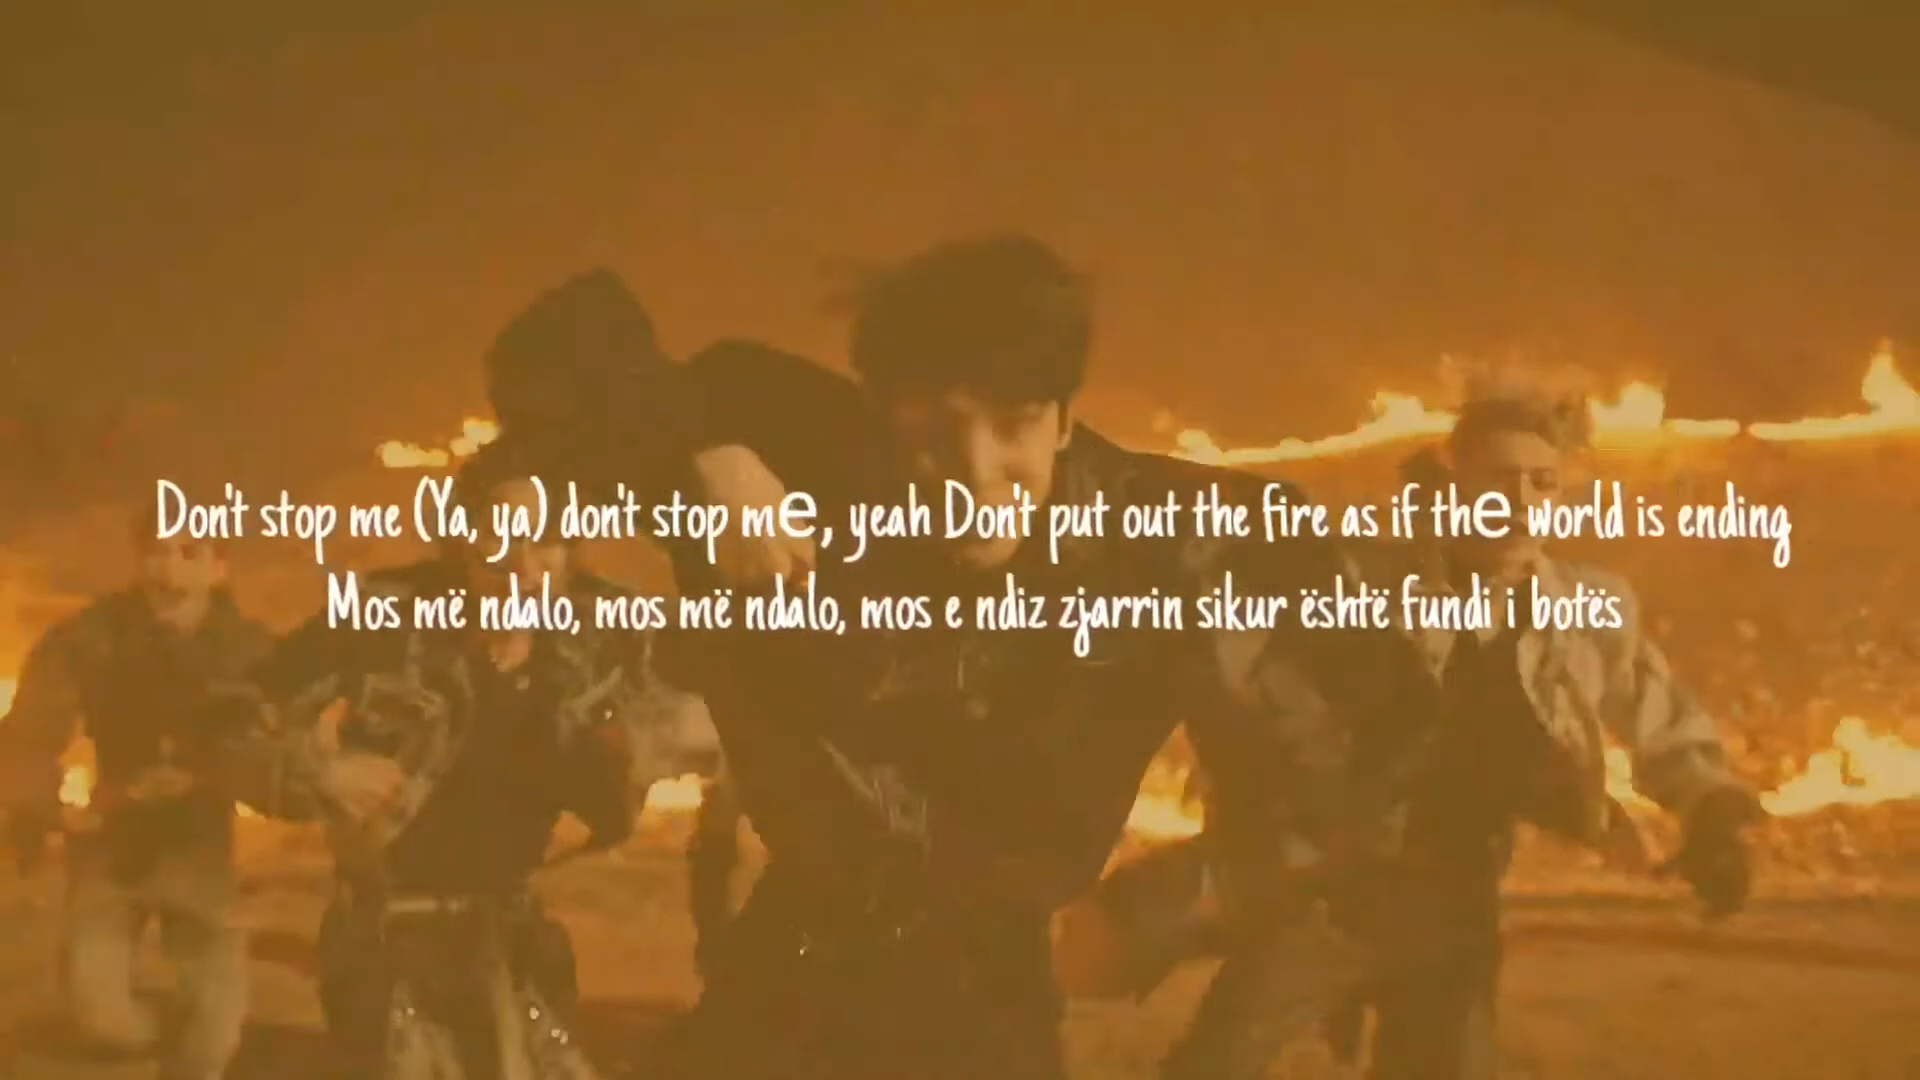 Don't stop me (Ya, ya) don't stop me, yeah Don't put out the fire as if the world is ending
Mos më ndalo, mos më ndalo, mos e ndiz zjarrin sikur është fundi i botës